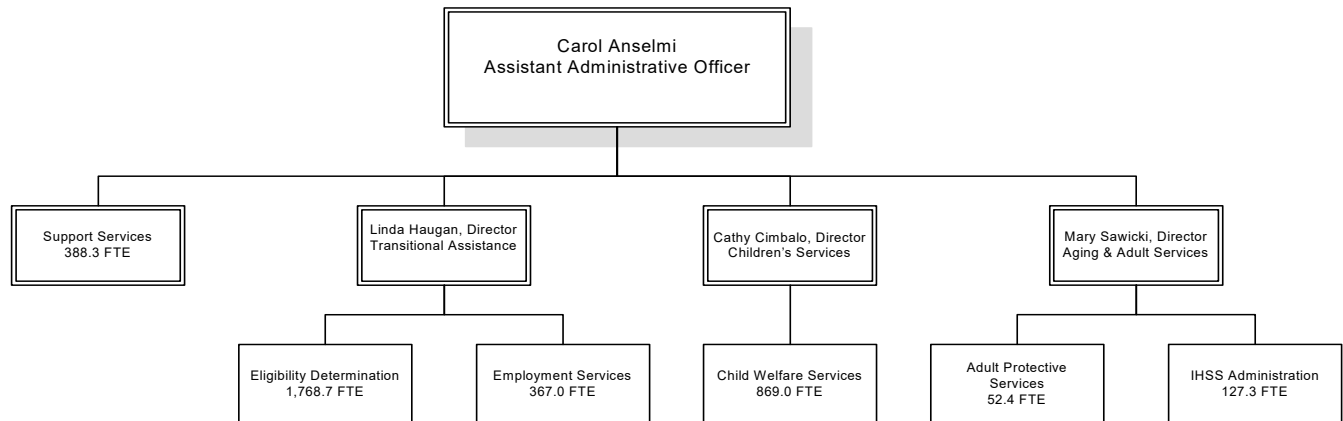 Carol Anselmi
Assistant Administrative Officer
Support Services
388.3 FTE
Linda Haugan, Director
Transitional Assistance
Cathy Cimbalo, Director
Children's Services
Mary Sawicki, Director
Aging & Adult Services
Eligibility Determination
1,768.7 FTE
Employment Services
367.0 FTE
Child Welfare Services
869.0 FTE
Adult Protective
Services
52.4 FTE
IHSS Administration
127.3 FTE